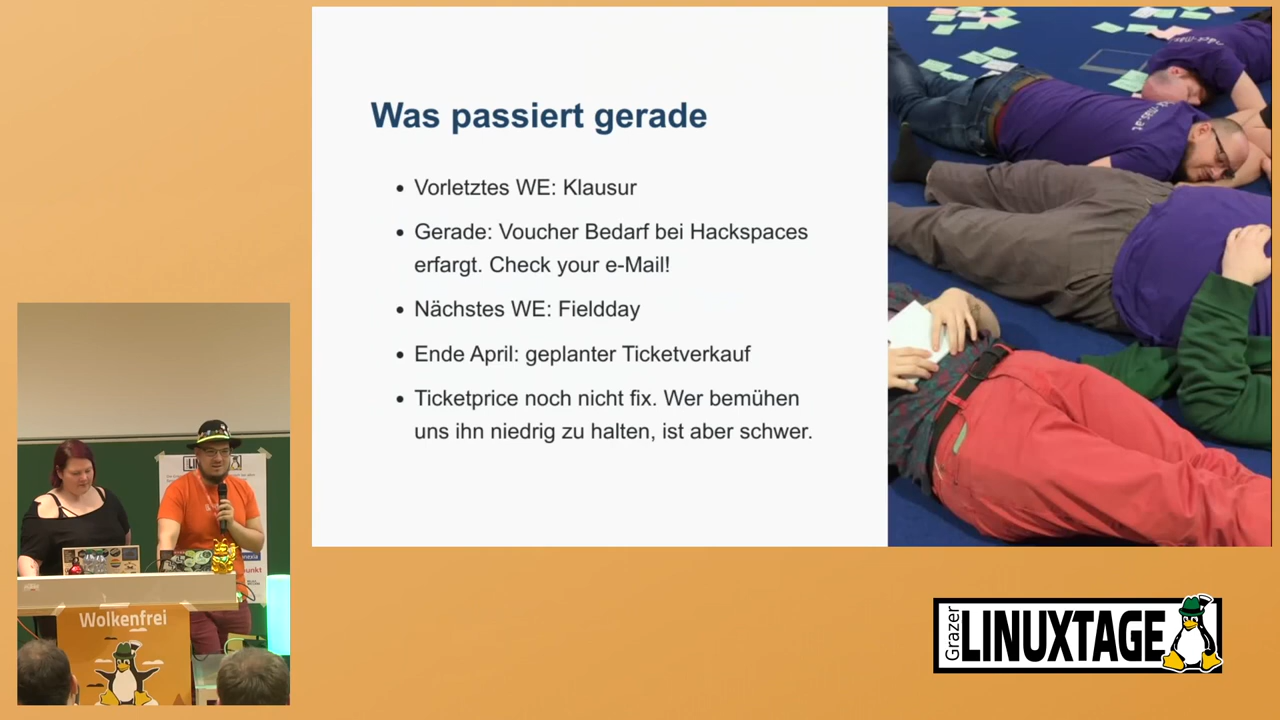 Was passiert gerade
• Vorletztes WE: Klausur
• Gerade: Voucher Bedarf bei Hackspaces
erfargt. Check your e-Mail!
• Nächstes WE: Fieldday
• Ende April: geplanter Ticketverkauf
• Ticketprice noch nicht fix. Wer bemühen
uns ihn niedrig zu halten, ist aber schwer.
Wolkenfrei
Grazer
LINUXTAGE